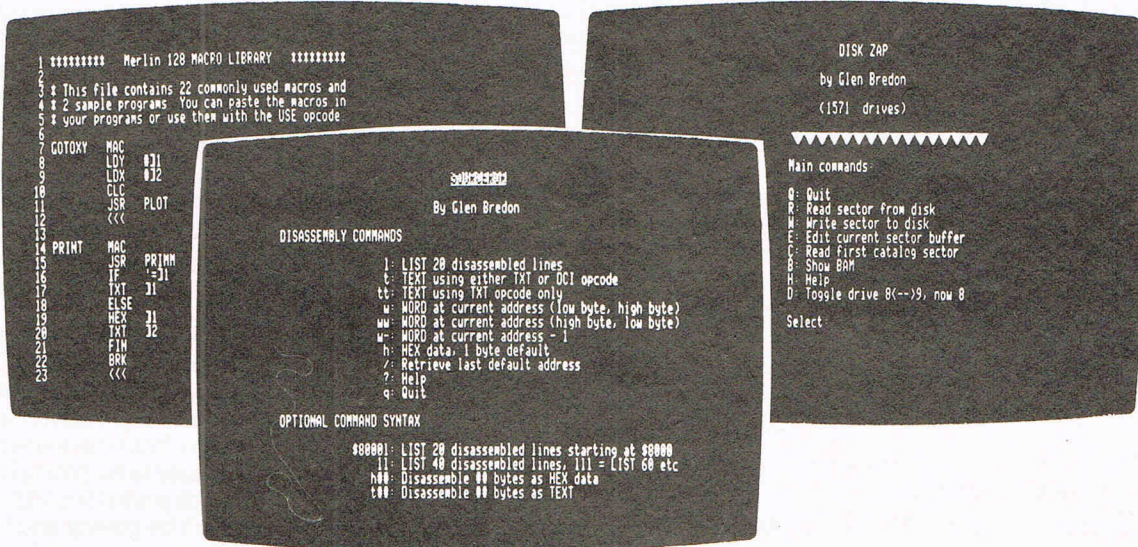 1 ********* Merlin 128 MACRO LIBRARY *********
2
3 * This file contains 22 commonly used macros and
4 * 2 sample programs. You can paste the macros in
5 * your programs or use them with the USE opcode
6
7 GOTOXY MAC
8 LDY #]1
9 LDX #]2
10 CLC
11 JSR PLOT
12 <<<
13
14 PRINT MAC
15 JSR PRIMM
16 IF '=]1
17 TXT ]1
18 ELSE
19 HEX ]1
20 TXT ]2
21 FIN
22 BRK
23 <<<
By Glen Bredon
DISASSEMBLY COMMANDS
l: LIST 20 disassembled lines
t: TEXT using either TXT or DCI opcode
tt: TEXT using TXT opcode only
w: WORD at current address (low byte, high byte)
ww: WORD at current address (high byte, low byte)
w-: WORD at current address - 1
h: HEX data, 1 byte default
/: Retrieve last default address
?: Help
q: Quit
OPTIONAL COMMAND SYNTAX
$8000l: LIST 20 disassembled lines starting at $8000
ll: LIST 40 disassembled lines, lll = LIST 60 etc
h##: Disassemble ## bytes as HEX data
t##: Disassemble ## bytes as TEXT
DISK ZAP
by Glen Bredon
(1571 drives)
Main commands:
Q: Quit
R: Read sector from disk
W: Write sector to disk
E: Edit current sector buffer
C: Read first catalog sector
B: Show BAM
H: Help
D: Toggle drive 8<-->9, now 8
Select: